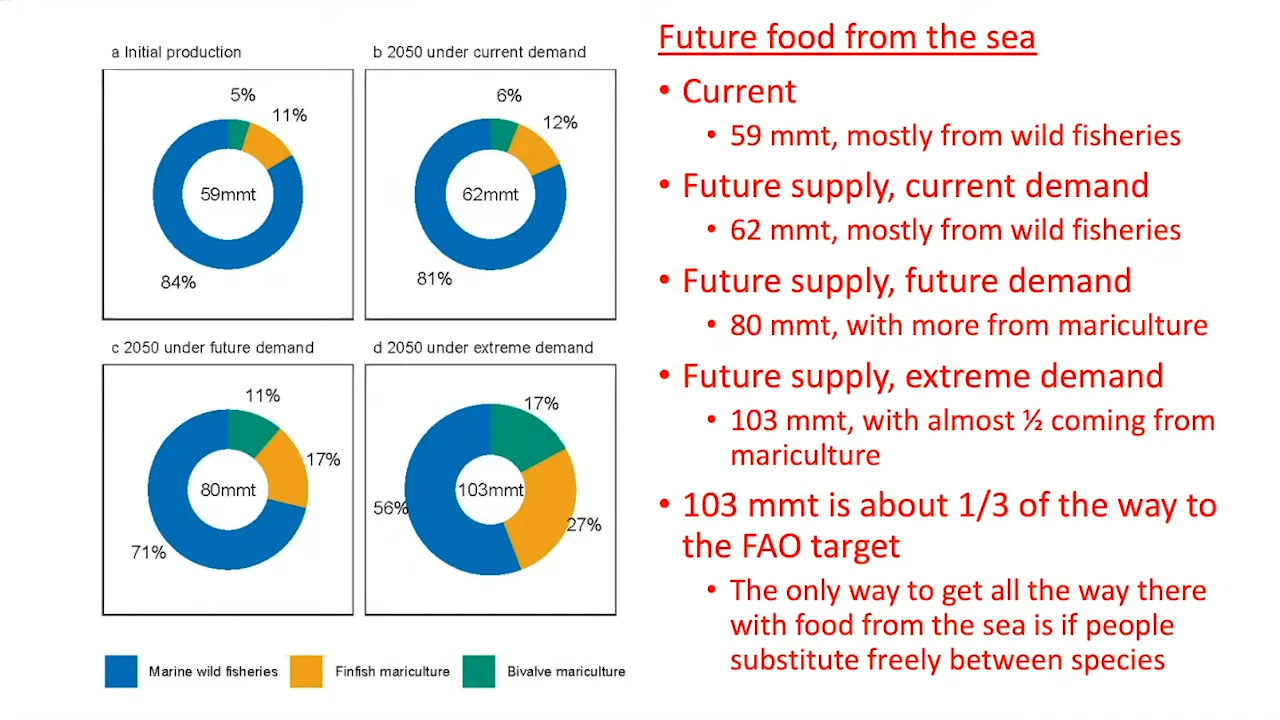 a Initial production
5%
11%
59mmt
84%
b 2050 under current demand
6%
12%
62mmt
81%
c 2050 under future demand
11%
17%
80mmt
71%
d 2050 under extreme demand
17%
103mmt
56%
27%
Marine wild fisheries
Finfish mariculture
Bivalve mariculture
Future food from the sea
• Current
• 59 mmt, mostly from wild fisheries
• Future supply, current demand
• 62 mmt, mostly from wild fisheries
• Future supply, future demand
• 80 mmt, with more from mariculture
• Future supply, extreme demand
• 103 mmt, with almost ½ coming from
mariculture
• 103 mmt is about 1/3 of the way to
the FAO target
• The only way to get all the way there
with food from the sea is if people
substitute freely between species